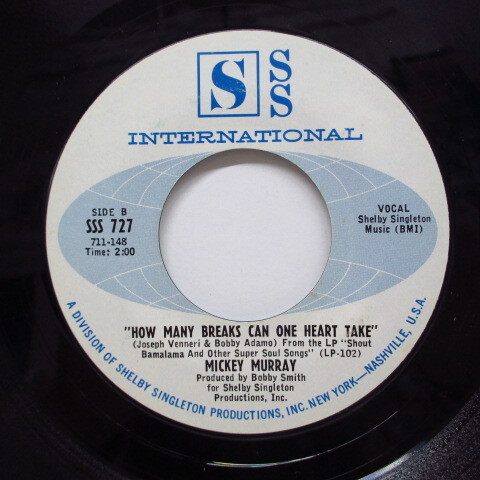 S S
S
INTERNATIONAL
SIDE B
SSS 727
711-148
Time: 2:00
VOCAL
Shelby Singleton
Music (BMI)
"HOW MANY BREAKS CAN ONE HEART TAKE"
(Joseph Venneri & Bobby Adamo) From the LP "Shout
Bamalama And Other Super Soul Songs" (LP-102)
MICKEY MURRAY
Produced by Bobby Smith
for Shelby Singleton
Productions, Inc.
A DIVISION OF SHELBY SINGLETON PRODUCTIONS, INC. NEW YORK—NASHVILLE, U.S.A.